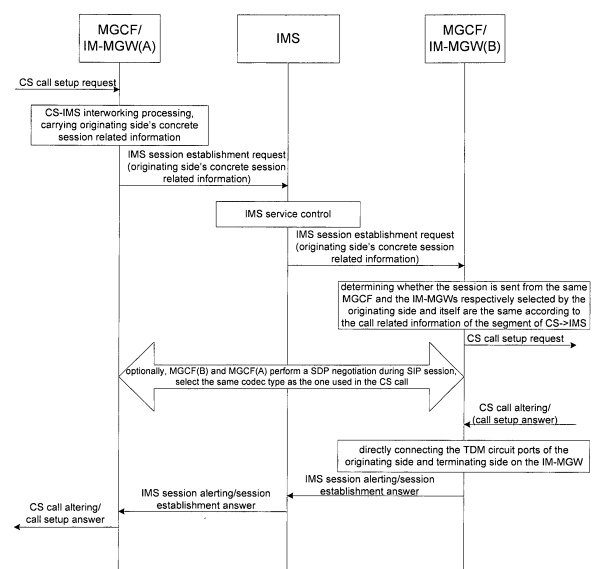 MGCF/
IM-MGW(A)
IMS
MGCF/
IM-MGW(B)
CS call setup request
CS-IMS interworking processing,
carrying originating side's concrete
session related information
IMS session establishment request
(originating side's concrete session
related information)
IMS service control
IMS session establishment request
(originating side's concrete session
related information)
determining whether the session is sent from the same
MGCF and the IM-MGWs respectively selected by the
originating side and itself are the same according to
the call related information of the segment of CS->IMS
CS call setup request
optionally, MGCF(B) and MGCF(A) perform a SDP negotiation during SIP session,
select the same codec type as the one used in the CS call
CS call altering/
(call setup answer)
directly connecting the TDM circuit ports of the
originating side and terminating side on the IM-MGW
IMS session alerting/session
establishment answer
IMS session alerting/session
establishment answer
CS call altering/
call setup answer